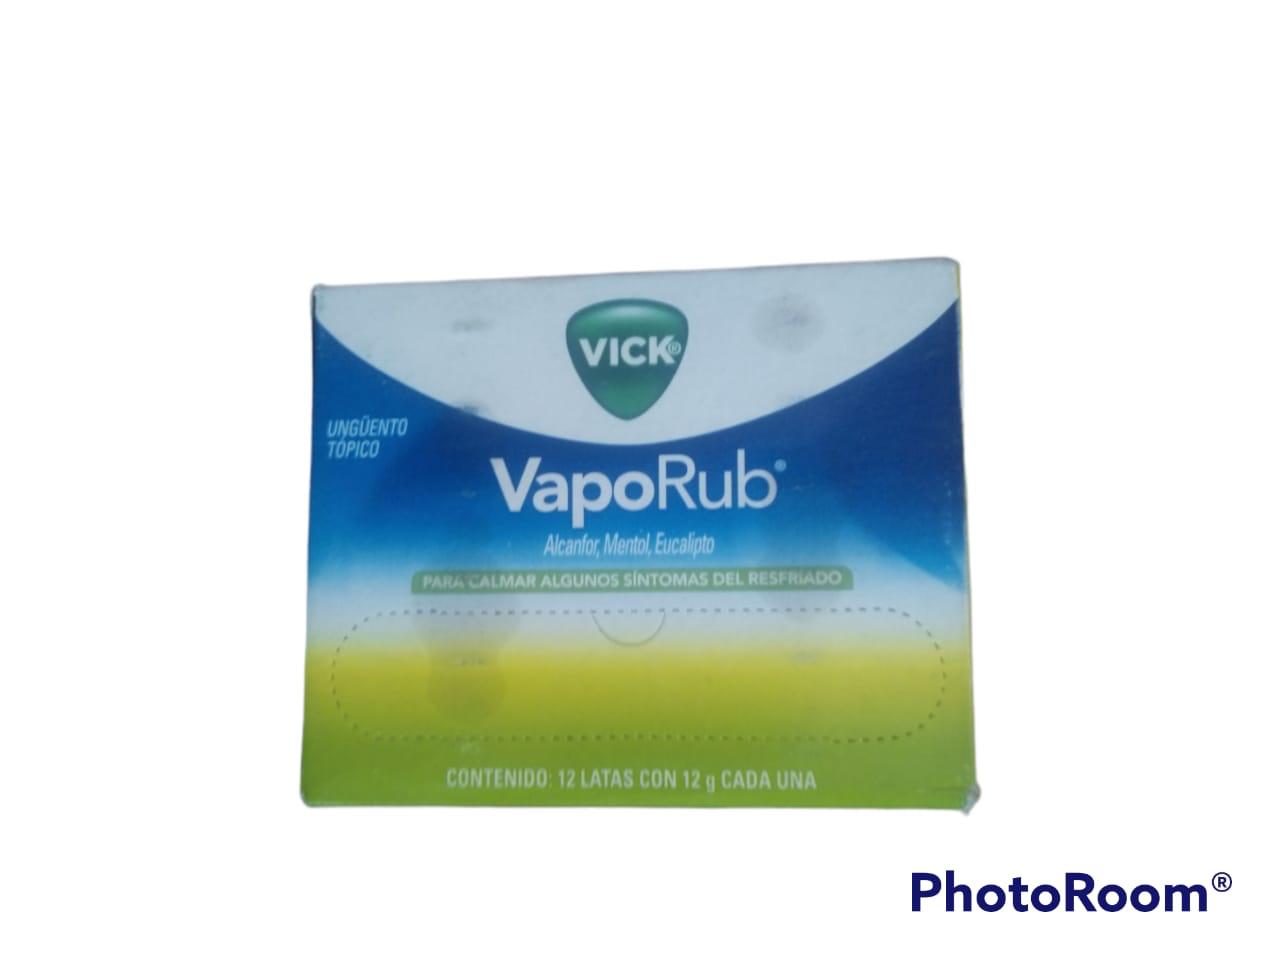 VICK®
UNGÜENTO
TÓPICO
VapoRub®
Alcanfor, Mentol, Eucalipto
PARA CALMAR ALGUNOS SÍNTOMAS DEL RESFRIADO
CONTENIDO: 12 LATAS CON 12 g CADA UNA
PhotoRoom®